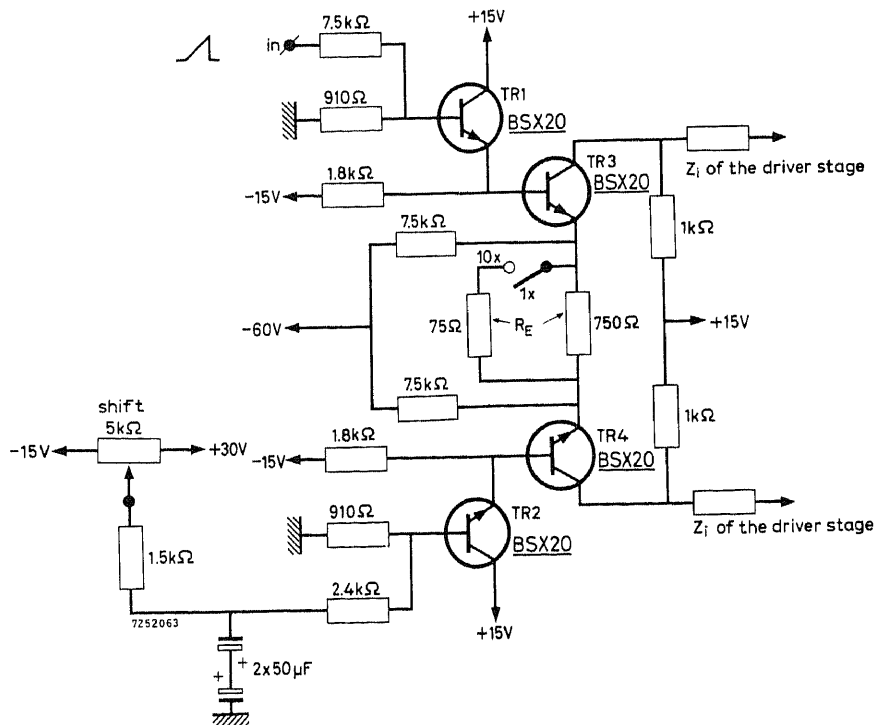 7.5kΩ
+15V
in
910Ω
TR1
BSX20
1.8kΩ
-15V
TR3
BSX20
Zi of the driver stage
7.5kΩ
1kΩ
10x
1x
-60V
75Ω
RE
750Ω
+15V
7.5kΩ
1kΩ
shift
5kΩ
-15V
+30V
1.8kΩ
-15V
TR4
BSX20
910Ω
TR2
BSX20
Zi of the driver stage
1.5kΩ
2.4kΩ
7Z52063
+15V
+
+
2x50µF